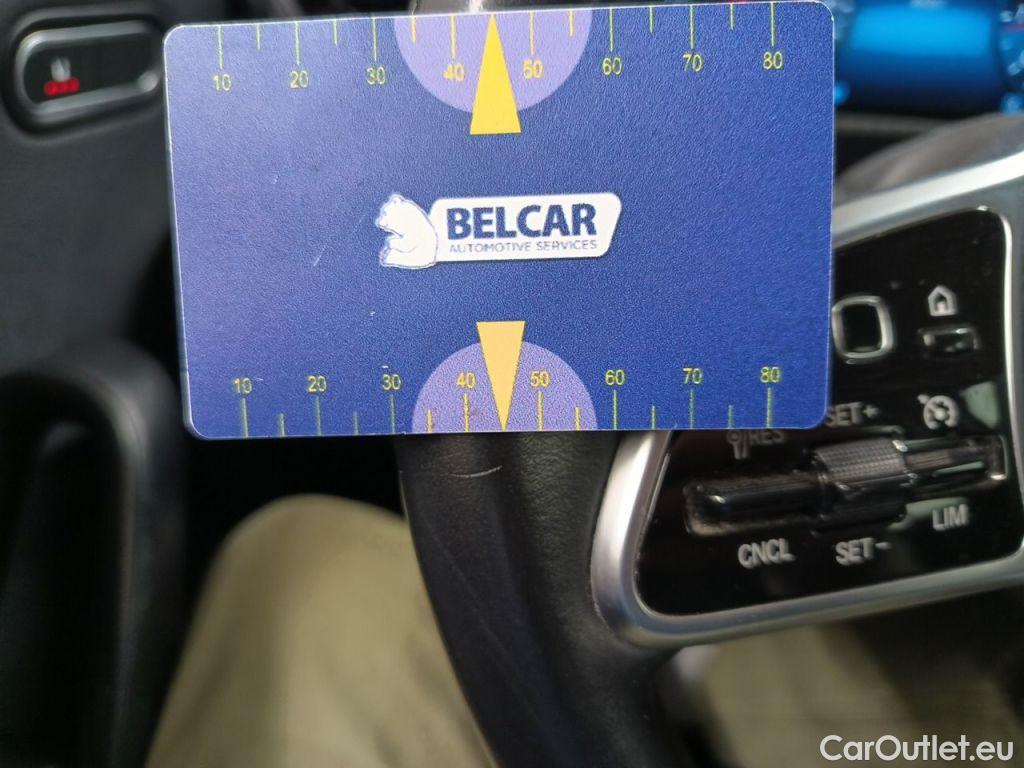 10 20 30 40 50 60 70 80
BELCAR
AUTOMOTIVE SERVICES
10 20 30 40 50 60 70 80
RES
SET+
CNCL
SET-
LIM
CarOutlet.eu